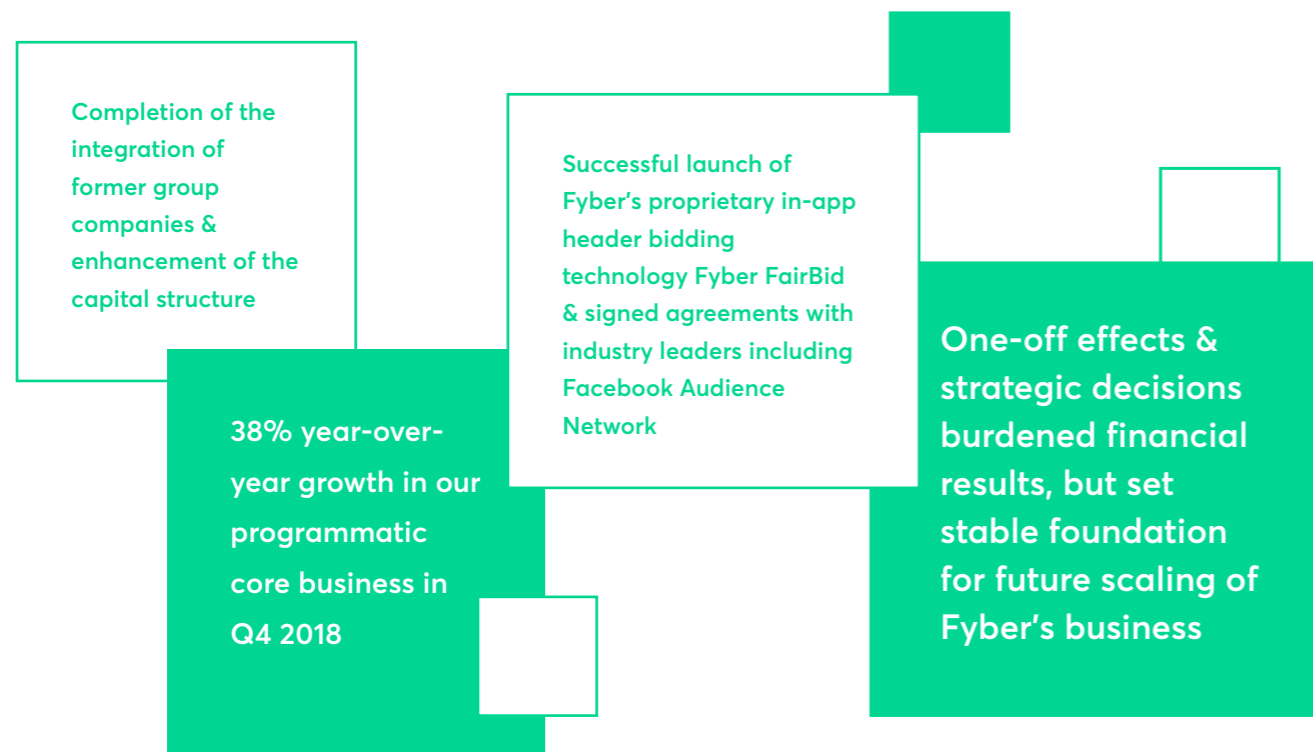 Completion of the
integration of
former group
companies &
enhancement of the
capital structure
38% year-over-
year growth in our
programmatic
core business in
Q4 2018
Successful launch of
Fyber's proprietary in-app
header bidding
technology Fyber FairBid
& signed agreements with
industry leaders including
Facebook Audience
Network
One-off effects &
strategic decisions
burdened financial
results, but set
stable foundation
for future scaling of
Fyber's business